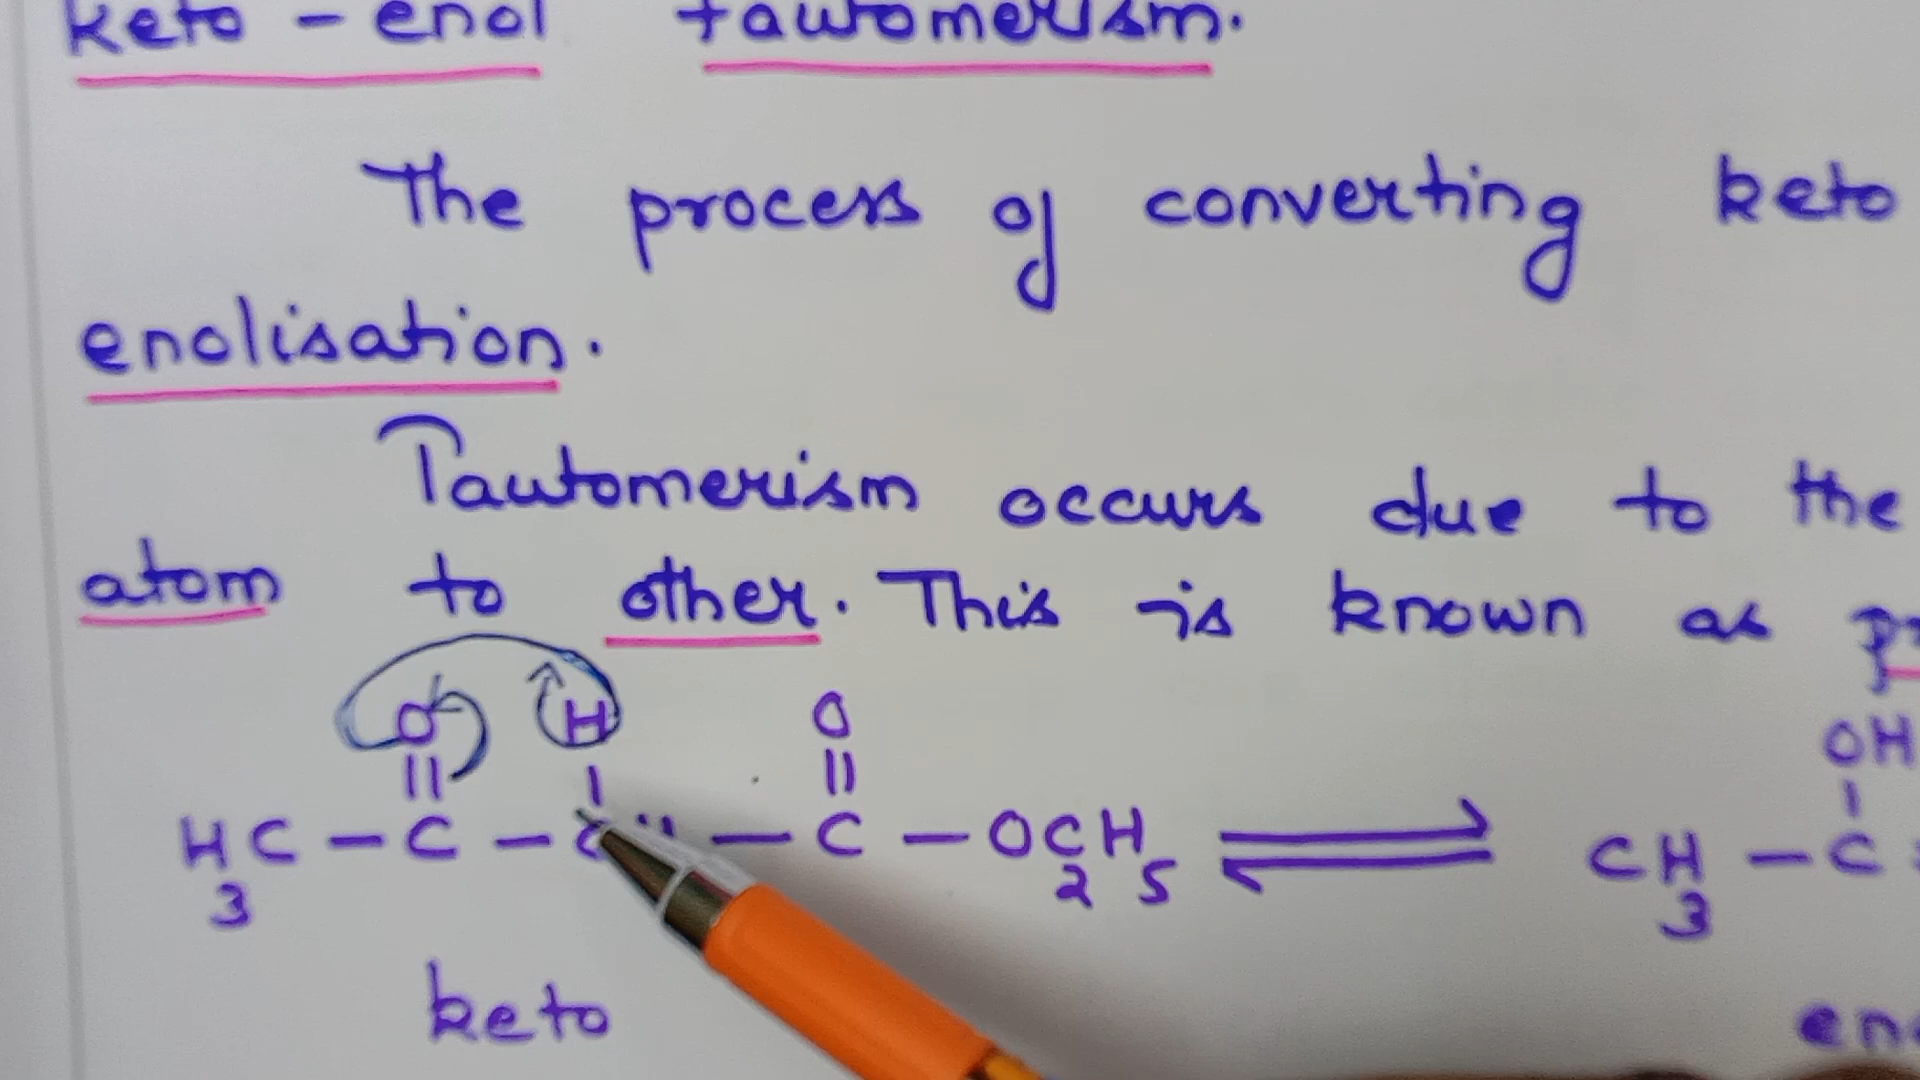 keto - enol tautomerism.
The process of converting keto
enolisation.
Tautomerism occurs due to the
atom to other. This is known as
O H O OH
H3C - C - C - C - OC2H5 ⇌ CH3 - C
keto